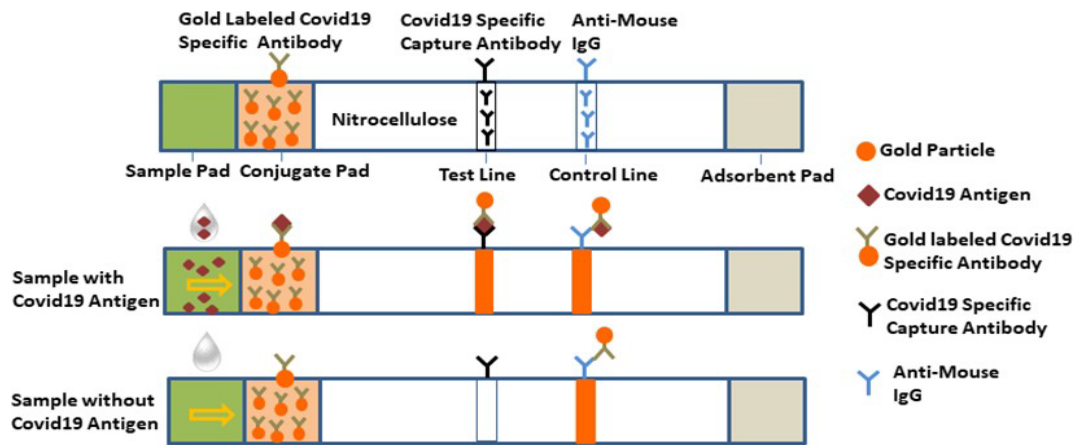 Gold Labeled Covid19
Specific Antibody
Covid19 Specific
Capture Antibody
Anti-Mouse
IgG
Nitrocellulose
Sample Pad
Conjugate Pad
Test Line
Control Line
Adsorbent Pad
Gold Particle
Covid19 Antigen
Gold labeled Covid19
Specific Antibody
Covid19 Specific
Capture Antibody
Anti-Mouse
IgG
Sample with
Covid19 Antigen
Sample without
Covid19 Antigen